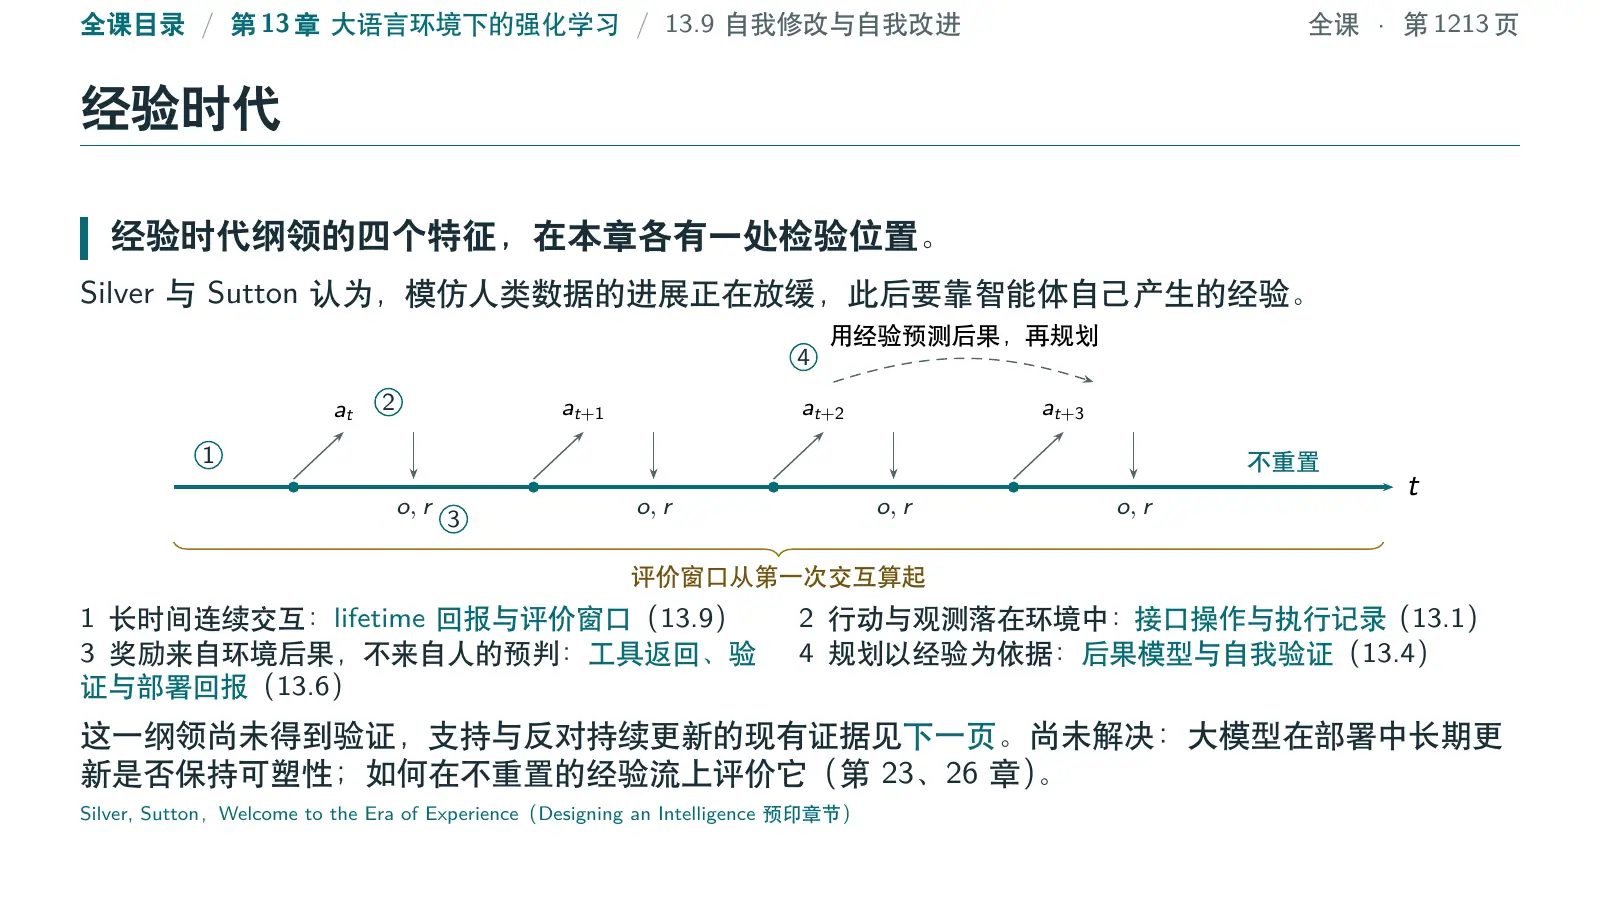 全课目录 / 第13章 大语言环境下的强化学习 / 13.9 自我修改与自我改进
全课 · 第1213页
经验时代
经验时代纲领的四个特征，在本章各有一处检验位置。
Silver 与 Sutton 认为，模仿人类数据的进展正在放缓，此后要靠智能体自己产生的经验。
用经验预测后果，再规划
④
② 
a_t a_{t+1} a_{t+2} a_{t+3}
①
不重置
t
o, r o, r o, r o, r
③
评价窗口从第一次交互算起
1 长时间连续交互：lifetime 回报与评价窗口（13.9）
2 行动与观测落在环境中：接口操作与执行记录（13.1）
3 奖励来自环境后果，不来自人的预判：工具返回、验
证与部署回报（13.6）
4 规划以经验为依据：后果模型与自我验证（13.4）
这一纲领尚未得到验证，支持与反对持续更新的现有证据见下一页。尚未解决：大模型在部署中长期更
新是否保持可塑性；如何在不重置的经验流上评价它（第 23、26 章）。
Silver, Sutton，Welcome to the Era of Experience（Designing an Intelligence 预印章节）